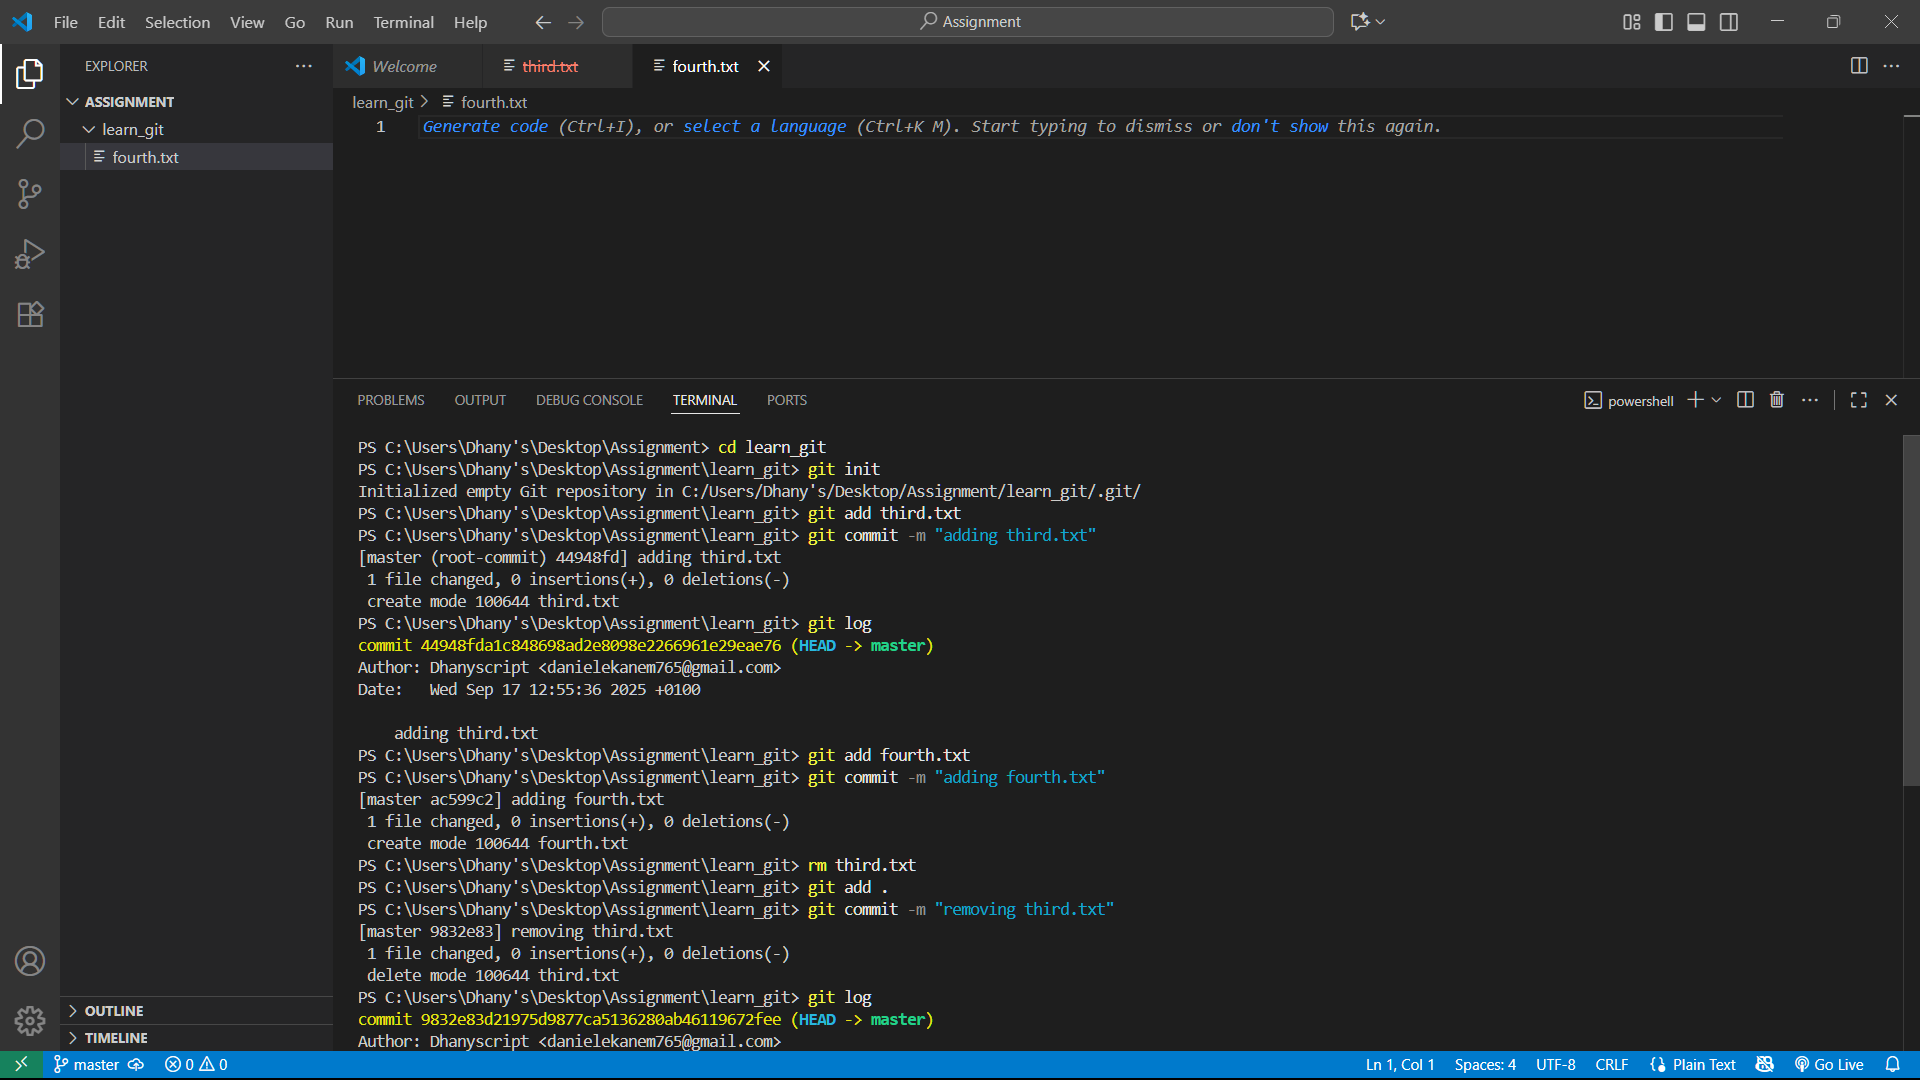 File Edit Selection View Go Run Terminal Help
Assignment
EXPLORER
ASSIGNMENT
learn_git
fourth.txt
OUTLINE
TIMELINE
Welcome
third.txt
fourth.txt
learn_git > fourth.txt
1 Generate code (Ctrl+I), or select a language (Ctrl+K M). Start typing to dismiss or don't show this again.
PROBLEMS OUTPUT DEBUG CONSOLE TERMINAL PORTS
powershell
PS C:\Users\Dhany's\Desktop\Assignment> cd learn_git
PS C:\Users\Dhany's\Desktop\Assignment\learn_git> git init
Initialized empty Git repository in C:/Users/Dhany's/Desktop/Assignment/learn_git/.git/
PS C:\Users\Dhany's\Desktop\Assignment\learn_git> git add third.txt
PS C:\Users\Dhany's\Desktop\Assignment\learn_git> git commit -m "adding third.txt"
[master (root-commit) 44948fd] adding third.txt
 1 file changed, 0 insertions(+), 0 deletions(-)
 create mode 100644 third.txt
PS C:\Users\Dhany's\Desktop\Assignment\learn_git> git log
commit 44948fda1c848698ad2e8098e2266961e29eae76 (HEAD -> master)
Author: Dhanyscript <danielekanem765@gmail.com>
Date:   Wed Sep 17 12:55:36 2025 +0100
    adding third.txt
PS C:\Users\Dhany's\Desktop\Assignment\learn_git> git add fourth.txt
PS C:\Users\Dhany's\Desktop\Assignment\learn_git> git commit -m "adding fourth.txt"
[master ac599c2] adding fourth.txt
 1 file changed, 0 insertions(+), 0 deletions(-)
 create mode 100644 fourth.txt
PS C:\Users\Dhany's\Desktop\Assignment\learn_git> rm third.txt
PS C:\Users\Dhany's\Desktop\Assignment\learn_git> git add .
PS C:\Users\Dhany's\Desktop\Assignment\learn_git> git commit -m "removing third.txt"
[master 9832e83] removing third.txt
 1 file changed, 0 insertions(+), 0 deletions(-)
 delete mode 100644 third.txt
PS C:\Users\Dhany's\Desktop\Assignment\learn_git> git log
commit 9832e83d21975d9877ca5136280ab46119672fee (HEAD -> master)
Author: Dhanyscript <danielekanem765@gmail.com>
master 0 0 Ln 1, Col 1 Spaces: 4 UTF-8 CRLF Plain Text Go Live